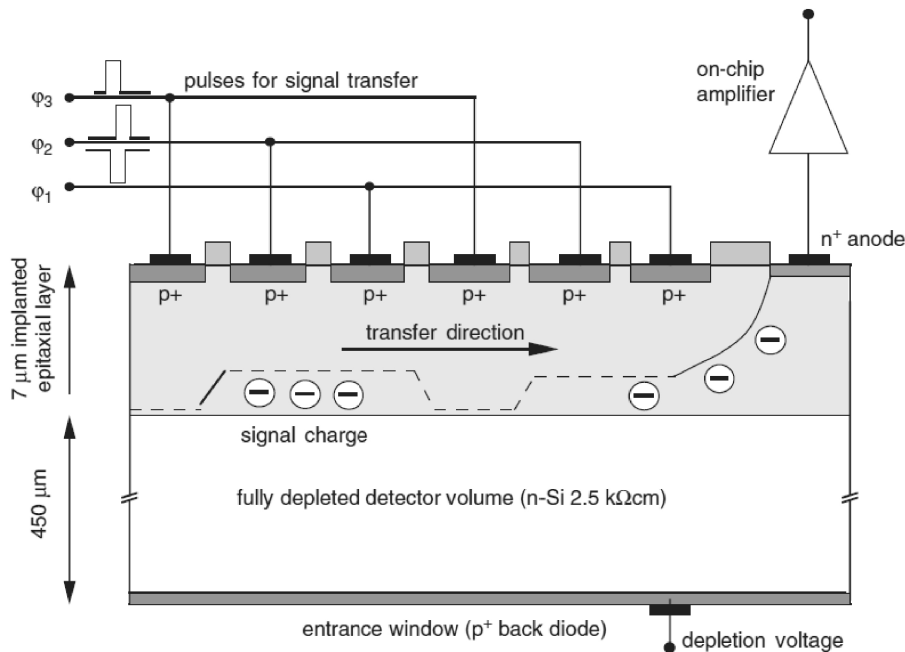 pulses for signal transfer
on-chip
amplifier
φ3
φ2
φ1
n+ anode
p+ p+ p+ p+ p+ p+
7 μm implanted
epitaxial layer
transfer direction
signal charge
450 μm
fully depleted detector volume (n-Si 2.5 kΩcm)
entrance window (p+ back diode)
depletion voltage